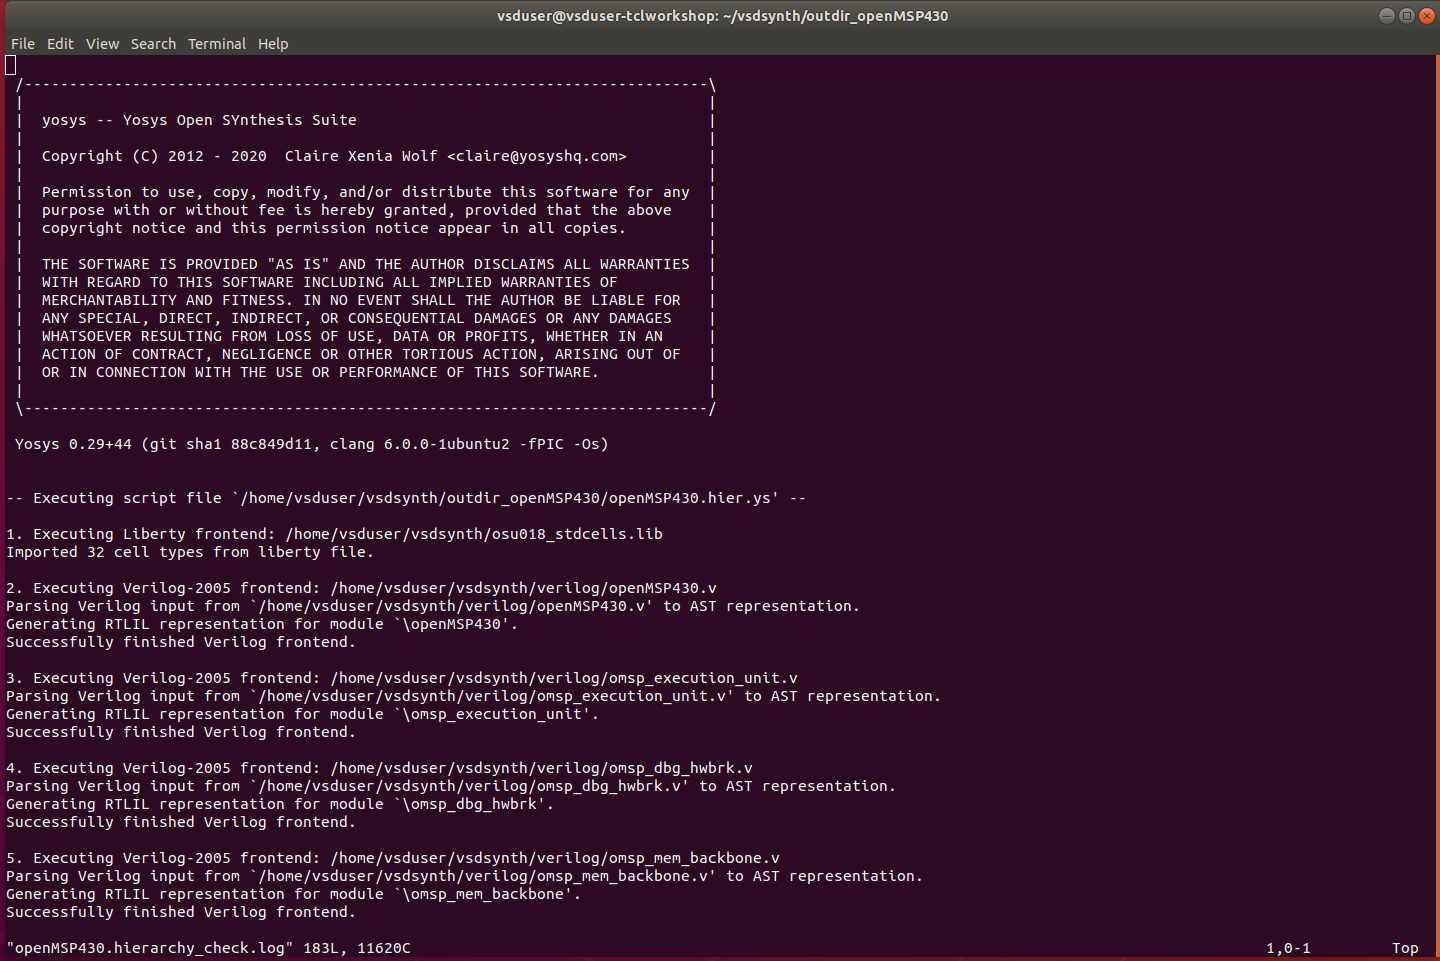 vsduser@vsduser-tclworkshop: ~/vsdsynth/outdir_openMSP430
File Edit View Search Terminal Help
/----------------------------------------------------------------------------\
|                                                                            |
|  yosys -- Yosys Open SYnthesis Suite                                       |
|                                                                            |
|  Copyright (C) 2012 - 2020  Claire Xenia Wolf <claire@yosyshq.com>         |
|                                                                            |
|  Permission to use, copy, modify, and/or distribute this software for any  |
|  purpose with or without fee is hereby granted, provided that the above    |
|  copyright notice and this permission notice appear in all copies.         |
|                                                                            |
|  THE SOFTWARE IS PROVIDED "AS IS" AND THE AUTHOR DISCLAIMS ALL WARRANTIES  |
|  WITH REGARD TO THIS SOFTWARE INCLUDING ALL IMPLIED WARRANTIES OF          |
|  MERCHANTABILITY AND FITNESS. IN NO EVENT SHALL THE AUTHOR BE LIABLE FOR   |
|  ANY SPECIAL, DIRECT, INDIRECT, OR CONSEQUENTIAL DAMAGES OR ANY DAMAGES    |
|  WHATSOEVER RESULTING FROM LOSS OF USE, DATA OR PROFITS, WHETHER IN AN     |
|  ACTION OF CONTRACT, NEGLIGENCE OR OTHER TORTIOUS ACTION, ARISING OUT OF   |
|  OR IN CONNECTION WITH THE USE OR PERFORMANCE OF THIS SOFTWARE.            |
|                                                                            |
\----------------------------------------------------------------------------/
Yosys 0.29+44 (git sha1 88c849d11, clang 6.0.0-1ubuntu2 -fPIC -Os)
-- Executing script file `/home/vsduser/vsdsynth/outdir_openMSP430/openMSP430.hier.ys' --
1. Executing Liberty frontend: /home/vsduser/vsdsynth/osu018_stdcells.lib
Imported 32 cell types from liberty file.
2. Executing Verilog-2005 frontend: /home/vsduser/vsdsynth/verilog/openMSP430.v
Parsing Verilog input from `/home/vsduser/vsdsynth/verilog/openMSP430.v' to AST representation.
Generating RTLIL representation for module `\openMSP430'.
Successfully finished Verilog frontend.
3. Executing Verilog-2005 frontend: /home/vsduser/vsdsynth/verilog/omsp_execution_unit.v
Parsing Verilog input from `/home/vsduser/vsdsynth/verilog/omsp_execution_unit.v' to AST representation.
Generating RTLIL representation for module `\omsp_execution_unit'.
Successfully finished Verilog frontend.
4. Executing Verilog-2005 frontend: /home/vsduser/vsdsynth/verilog/omsp_dbg_hwbrk.v
Parsing Verilog input from `/home/vsduser/vsdsynth/verilog/omsp_dbg_hwbrk.v' to AST representation.
Generating RTLIL representation for module `\omsp_dbg_hwbrk'.
Successfully finished Verilog frontend.
5. Executing Verilog-2005 frontend: /home/vsduser/vsdsynth/verilog/omsp_mem_backbone.v
Parsing Verilog input from `/home/vsduser/vsdsynth/verilog/omsp_mem_backbone.v' to AST representation.
Generating RTLIL representation for module `\omsp_mem_backbone'.
Successfully finished Verilog frontend.
"openMSP430.hierarchy_check.log" 183L, 11620C 1,0-1 Top